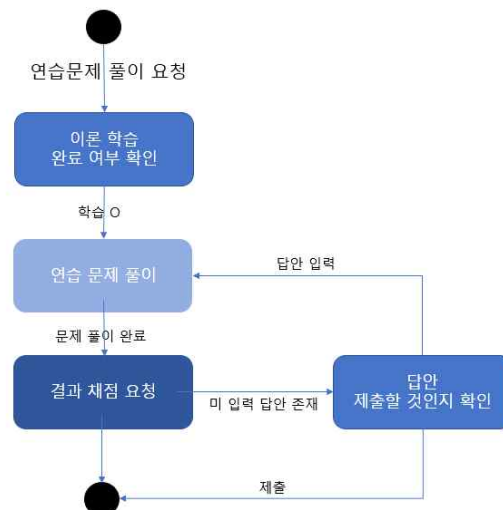 연습문제 풀이 요청
이론 학습
완료 여부 확인
학습 O
연습 문제 풀이
답안 입력
문제 풀이 완료
결과 채점 요청
미 입력 답안 존재
답안
제출할 것인지 확인
제출